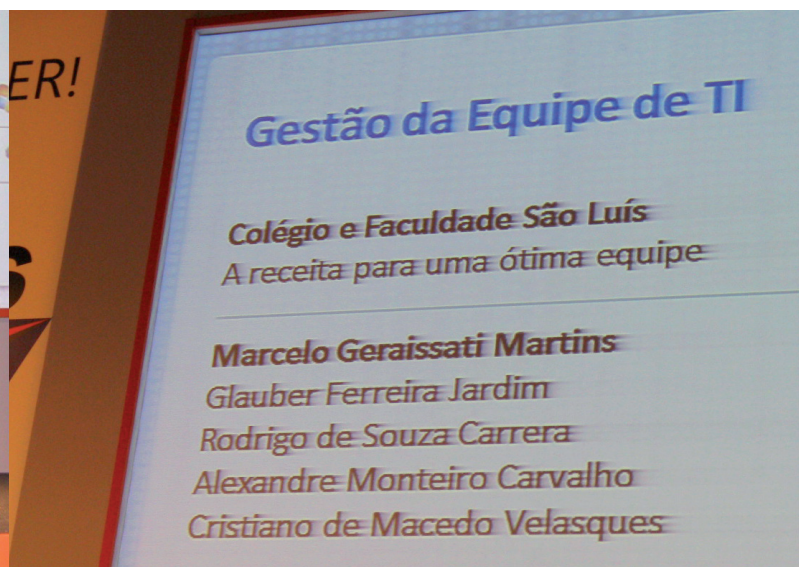 ER!
Gestão da Equipe de TI
Colégio e Faculdade São Luís
A receita para uma ótima equipe
Marcelo Geraissati Martins
Glauber Ferreira Jardim
Rodrigo de Souza Carrera
Alexandre Monteiro Carvalho
Cristiano de Macedo Velasques